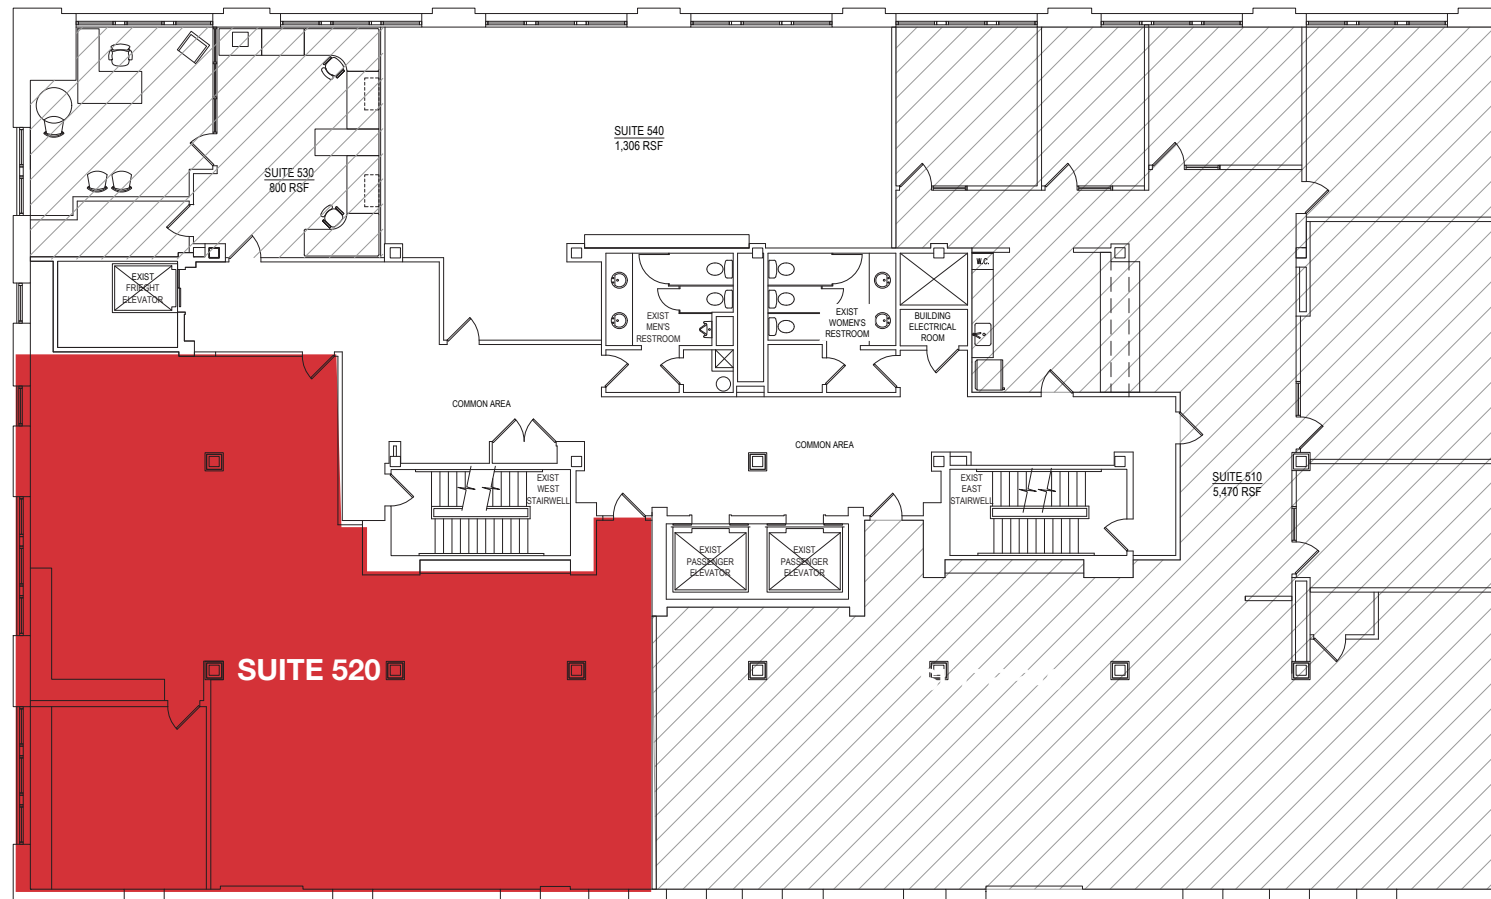 SUITE 540
1,306 RSF
SUITE 530
800 RSF
EXIST
FRIEGHT
ELEVATOR
EXIST
MEN'S
RESTROOM
EXIST
WOMEN'S
RESTROOM
BUILDING
ELECTRICAL
ROOM
W.C.
COMMON AREA
COMMON AREA
EXIST
WEST
STAIRWELL
EXIST
EAST
STAIRWELL
SUITE 510
5,470 RSF
EXIST
PASSENGER
ELEVATOR
EXIST
PASSENGER
ELEVATOR
SUITE 520